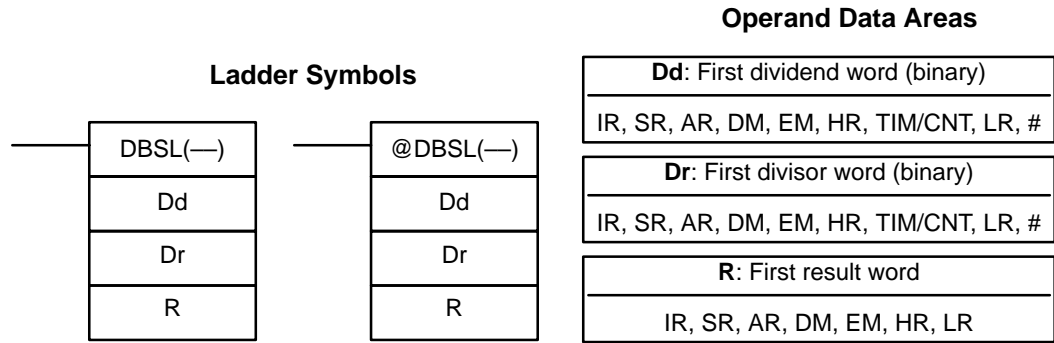 Operand Data Areas
Ladder Symbols
DBSL(––)
Dd
Dr
R
@DBSL(––)
Dd
Dr
R
Dd: First dividend word (binary)
IR, SR, AR, DM, EM, HR, TIM/CNT, LR, #
Dr: First divisor word (binary)
IR, SR, AR, DM, EM, HR, TIM/CNT, LR, #
R: First result word
IR, SR, AR, DM, EM, HR, LR